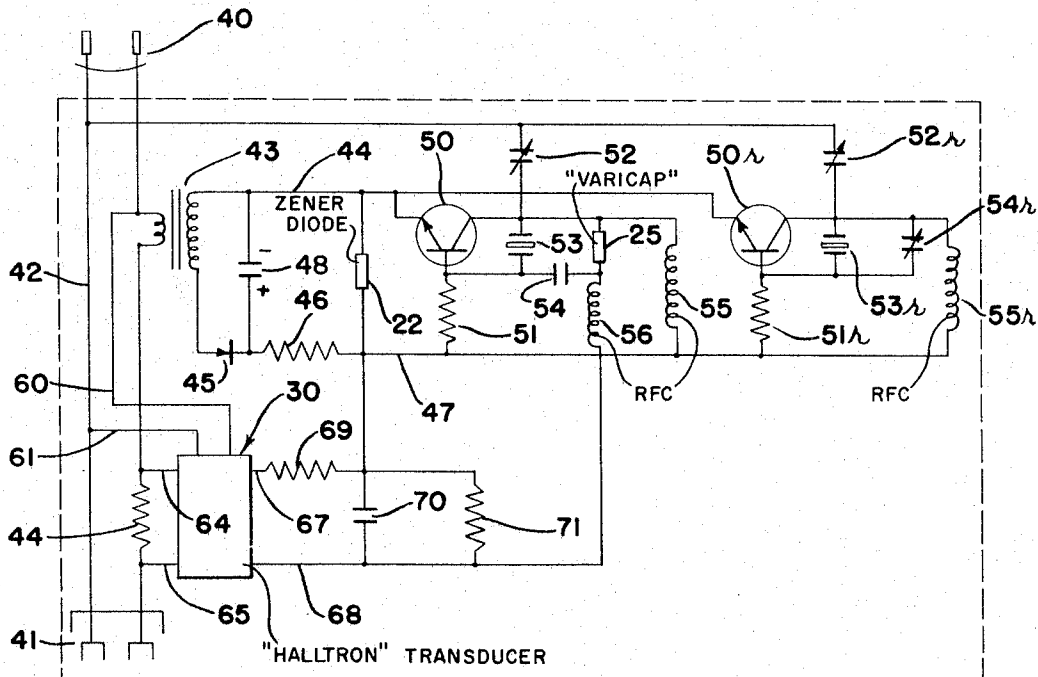 40
43
44
50
52
50r
52r
"VARICAP"
ZENER
DIODE
54r
53
25
42
48
-
+
46
22
54
51
56
55
53r
51r
55r
45
RFC
RFC
60
30
47
61
69
64
67
70
71
44
65
68
41
"HALLTRON" TRANSDUCER